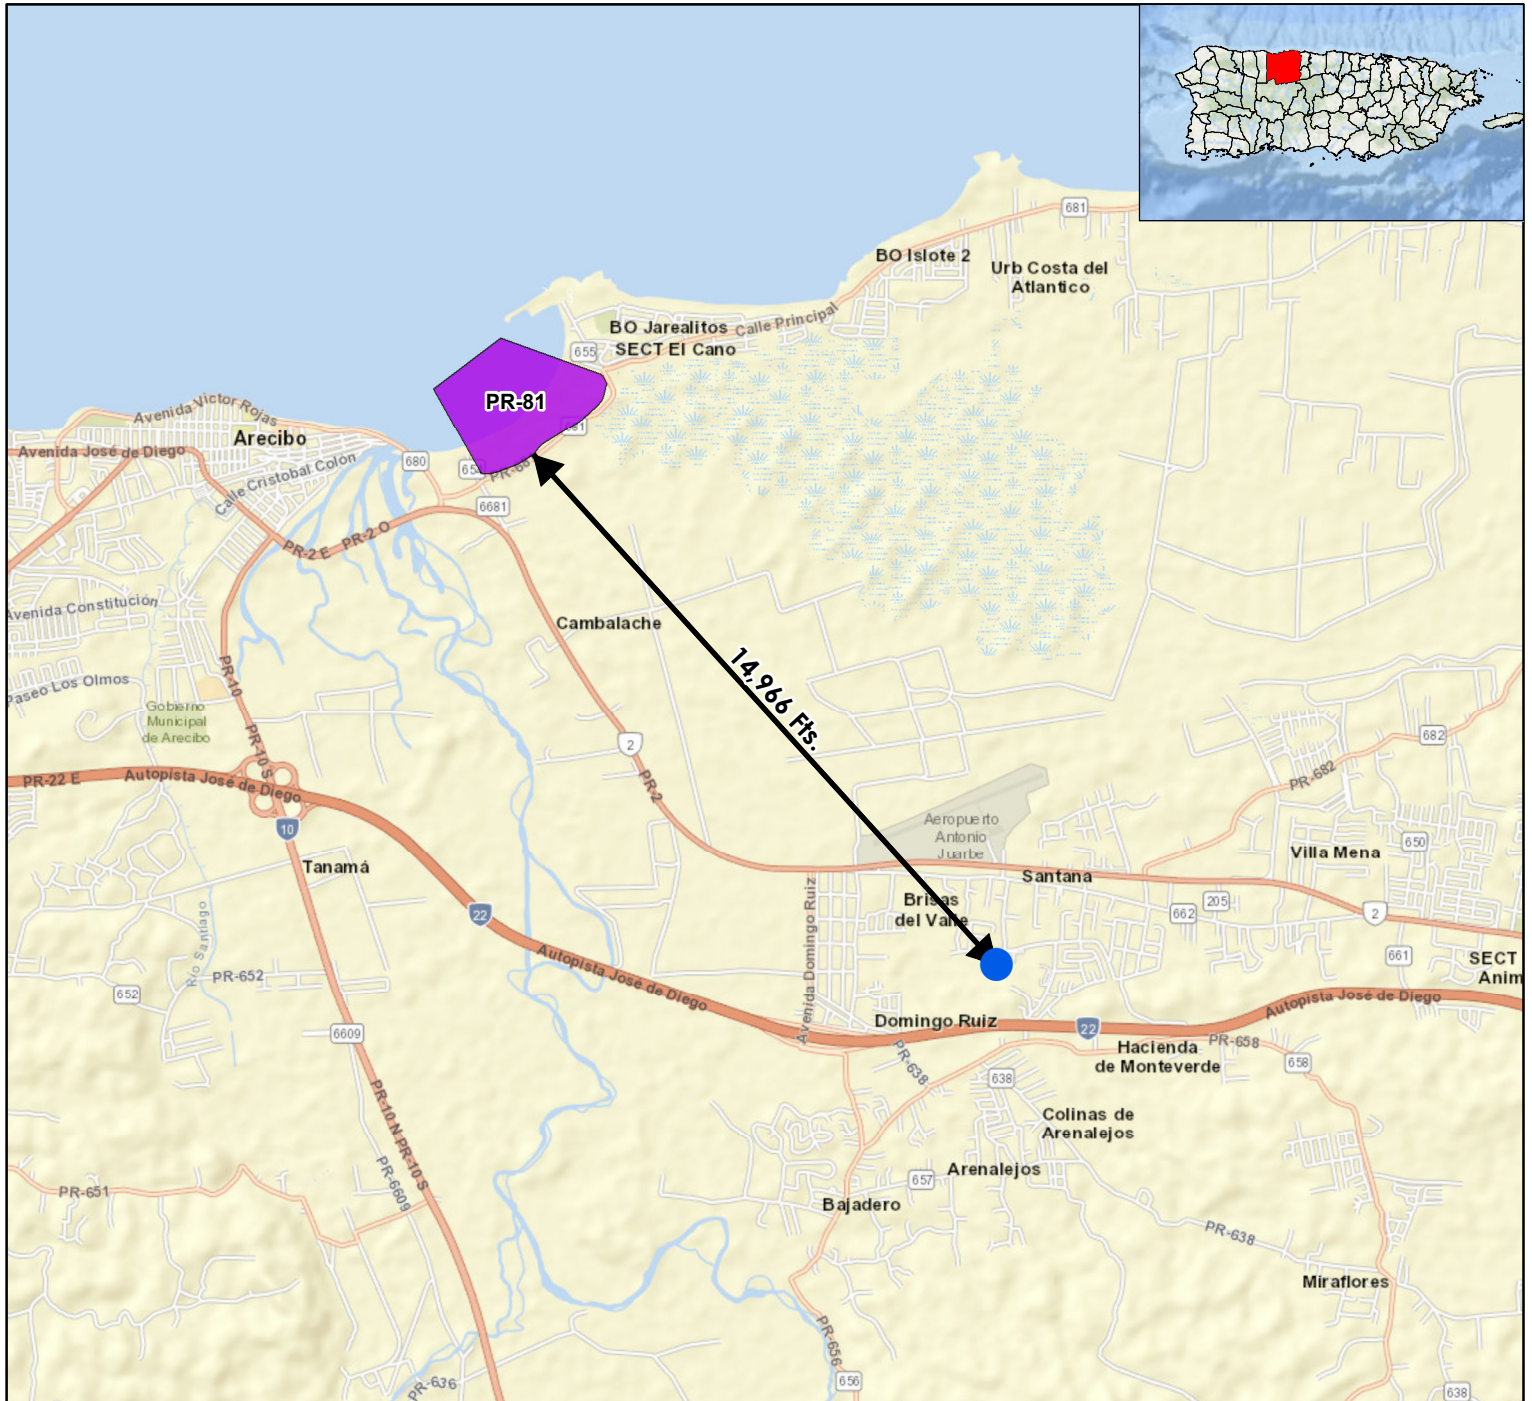 681
BO Islote 2
Urb Costa del
Atlantico
BO Jarealitos
SECT El Cano
Calle Principal
655
PR-81
681
Avenida Victor Rojas
Arecibo
Avenida José de Diego
Calle Cristobal Colón
680
PR-2 E
PR-2 O
6681
Avenida Constitución
Cambalache
Paseo Los Olmos
PR-10
Gobierno
Municipal
de Arecibo
14,966 Fts.
2
PR-2
682
PR-682
PR-22 E
Autopista José de Diego
PR-10 S
10
Tanamá
Aeropuerto
Antonio
Juarbe
Villa Mena
650
Santana
Brisas
del Valle
205
662
2
22
Rio Santiago
Avenida Domingo Ruiz
661
SECT
Anim
PR-652
652
Autopista José de Diego
Autopista José de Diego
6609
Domingo Ruiz
22
Hacienda
de Monteverde
PR-658
658
PR-638
638
Colinas de
Arenalejos
PR-10 N
PR-10 S
PR-6609
Arenalejos
657
PR-651
Bajadero
PR-638
Miraflores
PR-656
656
PR-636
638